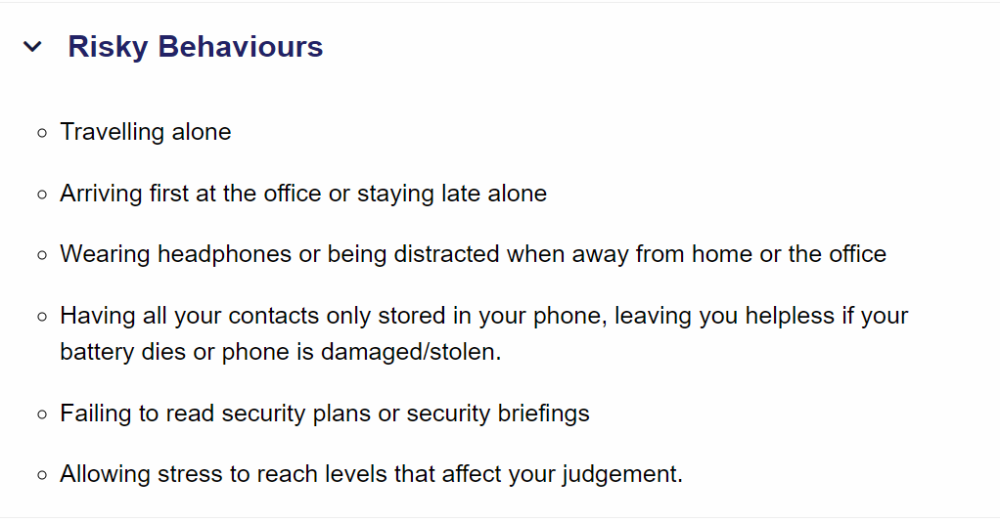 Risky Behaviours
Travelling alone
Arriving first at the office or staying late alone
Wearing headphones or being distracted when away from home or the office
Having all your contacts only stored in your phone, leaving you helpless if your
battery dies or phone is damaged/stolen.
Failing to read security plans or security briefings
Allowing stress to reach levels that affect your judgement.